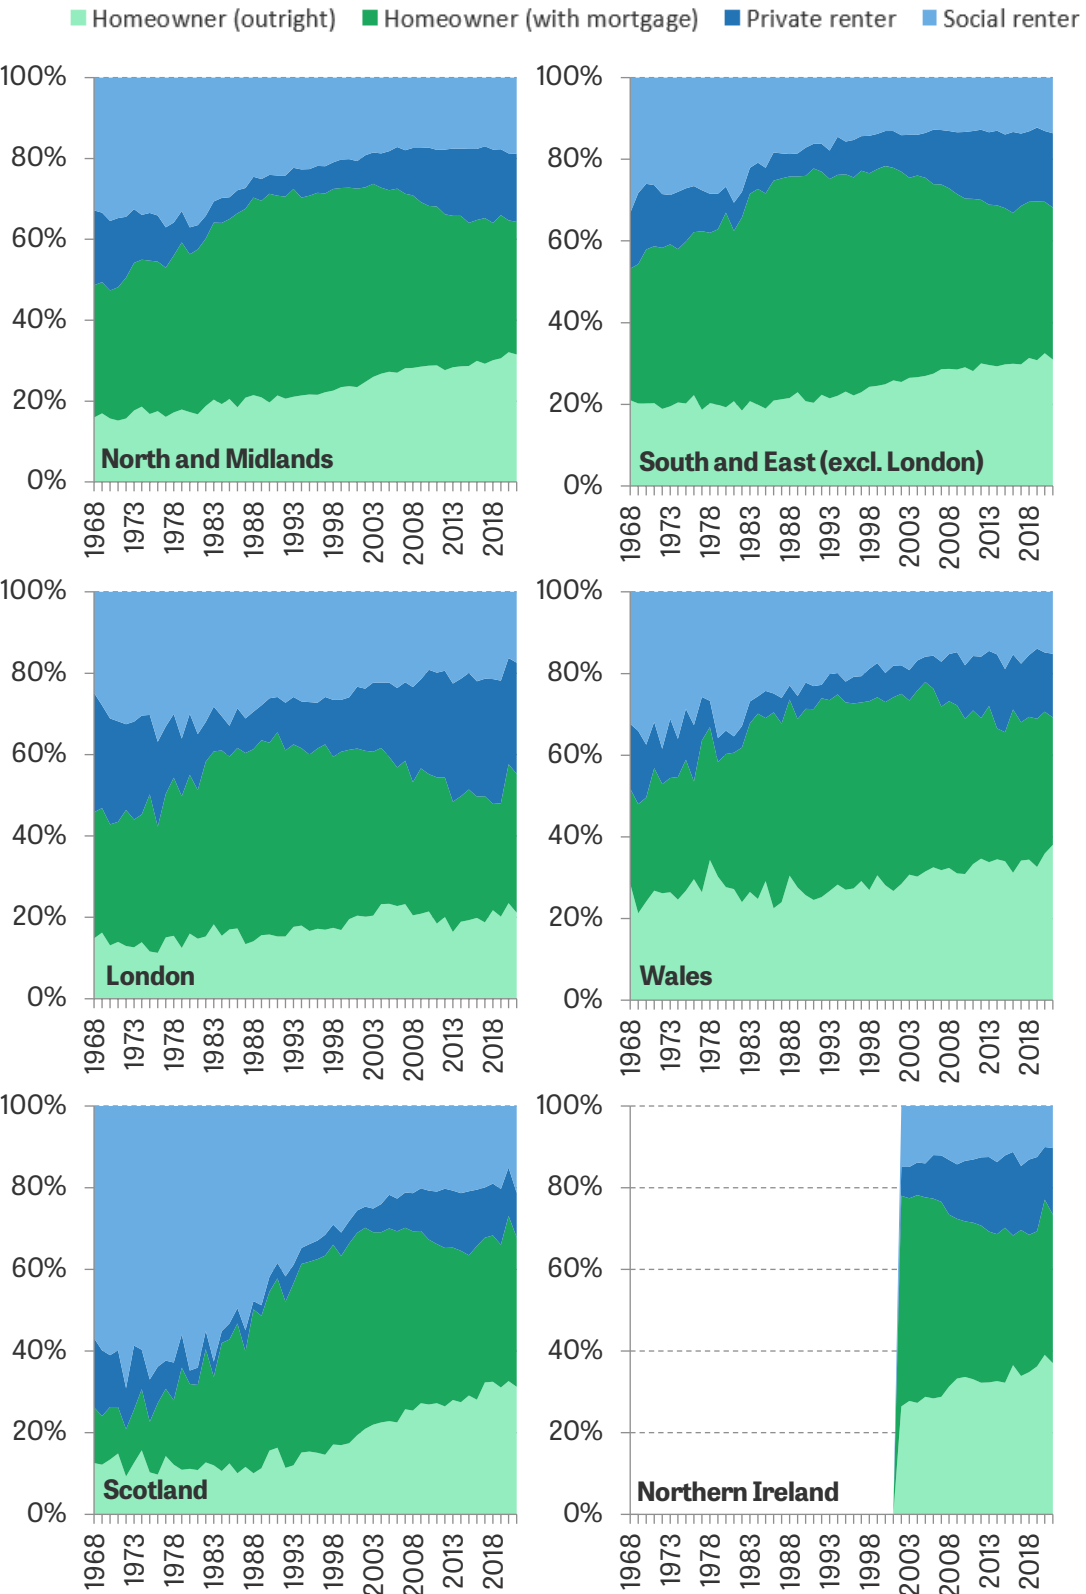 Homeowner (outright) Homeowner (with mortgage) Private renter Social renter
100% 100%
80% 80%
60% 60%
40% 40%
20% 20%
North and Midlands South and East (excl. London)
0% 0%
1968 1973 1978 1983 1988 1993 1998 2003 2008 2013 2018 1968 1973 1978 1983 1988 1993 1998 2003 2008 2013 2018
100% 100%
80% 80%
60% 60%
40% 40%
20% 20%
London Wales
0% 0%
1968 1973 1978 1983 1988 1993 1998 2003 2008 2013 2018 1968 1973 1978 1983 1988 1993 1998 2003 2008 2013 2018
100% 100%
80% 80%
60% 60%
40% 40%
20% 20%
Scotland Northern Ireland
0% 0%
1968 1973 1978 1983 1988 1993 1998 2003 2008 2013 2018 1968 1973 1978 1983 1988 1993 1998 2003 2008 2013 2018